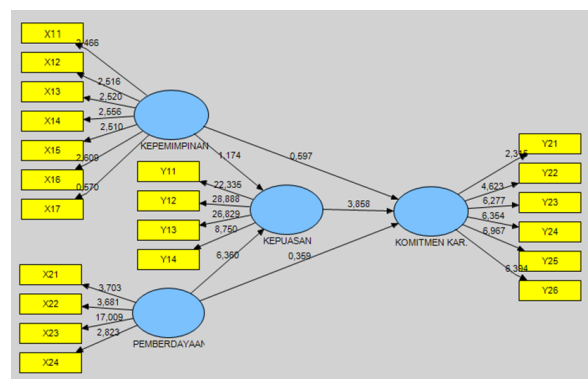 X11
2,466
X12
2,516
X13
2,520
X14
2,556
X15
2,510
X16
2,609
X17
0,570
KEPEMIMPINAN
1,174
0,597
Y11
22,335
Y12
28,888
Y13
26,829
Y14
8,750
KEPUASAN
3,858
6,360
0,359
KOMITMEN KAR.
Y21
2,315
Y22
4,623
Y23
6,277
Y24
6,354
Y25
6,967
Y26
6,394
X21
3,703
X22
3,681
X23
17,009
X24
2,823
PEMBERDAYAAN